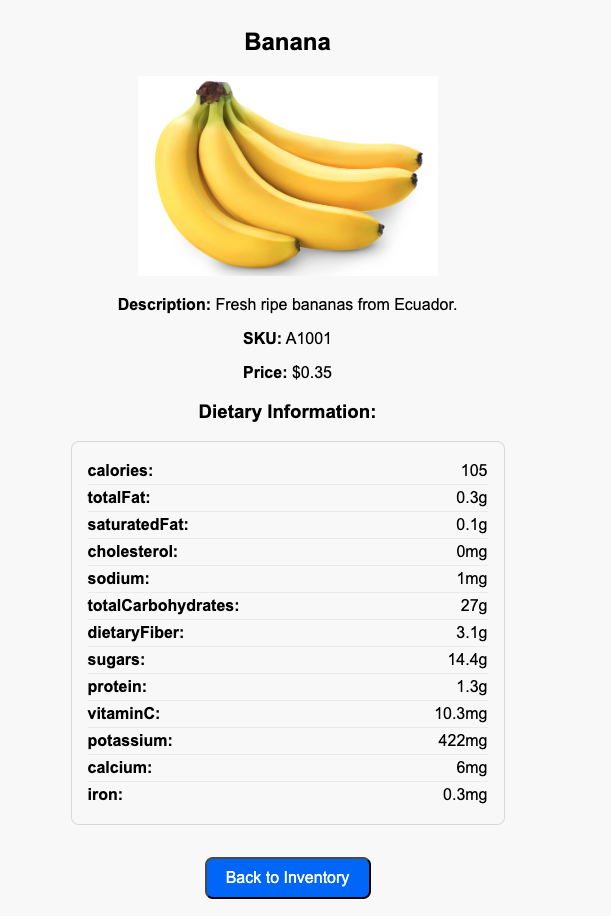 Banana
Description: Fresh ripe bananas from Ecuador.
SKU: A1001
Price: $0.35
Dietary Information:
calories: 105
totalFat: 0.3g
saturatedFat: 0.1g
cholesterol: 0mg
sodium: 1mg
totalCarbohydrates: 27g
dietaryFiber: 3.1g
sugars: 14.4g
protein: 1.3g
vitaminC: 10.3mg
potassium: 422mg
calcium: 6mg
iron: 0.3mg
Back to Inventory